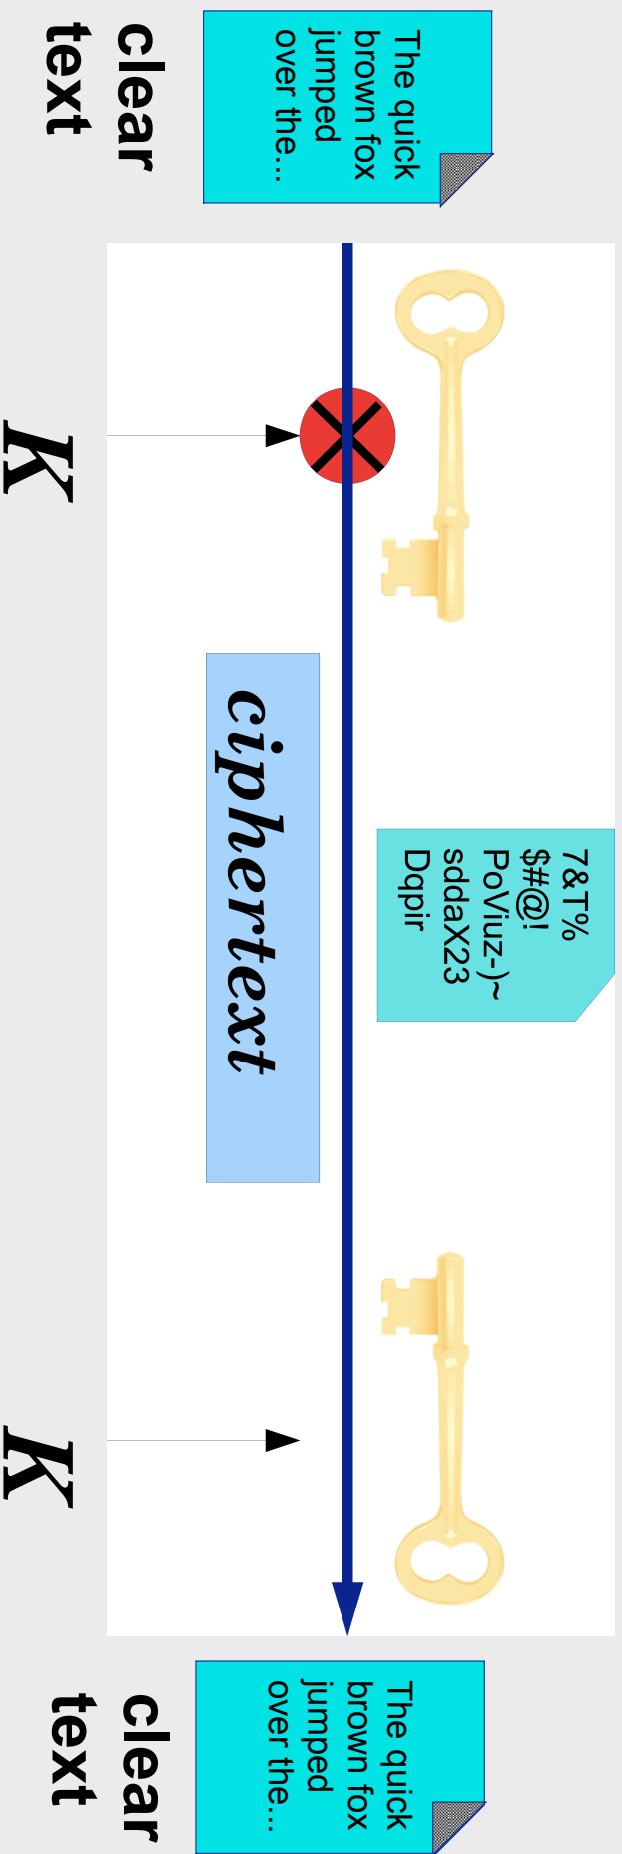 The quick
brown fox
jumped
over the...
clear
text
K
7&T%
$#@!
PoViuz-)~
sddaX23
Dqpir
ciphertext
K
The quick
brown fox
jumped
over the...
clear
text